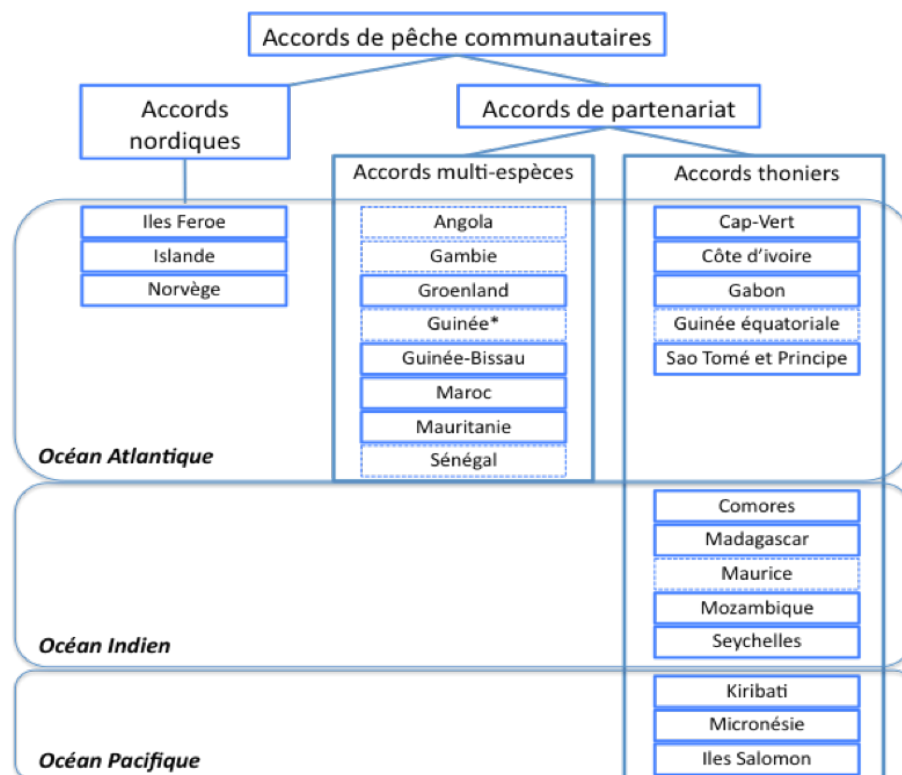 Accords de pêche communautaires
Accords
nordiques
Accords de partenariat
Accords multi-espèces
Accords thoniers
Iles Feroe
Islande
Norvège
Angola
Gambie
Groenland
Guinée*
Guinée-Bissau
Maroc
Mauritanie
Sénégal
Cap-Vert
Côte d'ivoire
Gabon
Guinée équatoriale
Sao Tomé et Principe
Océan Atlantique
Comores
Madagascar
Maurice
Mozambique
Seychelles
Océan Indien
Kiribati
Micronésie
Iles Salomon
Océan Pacifique